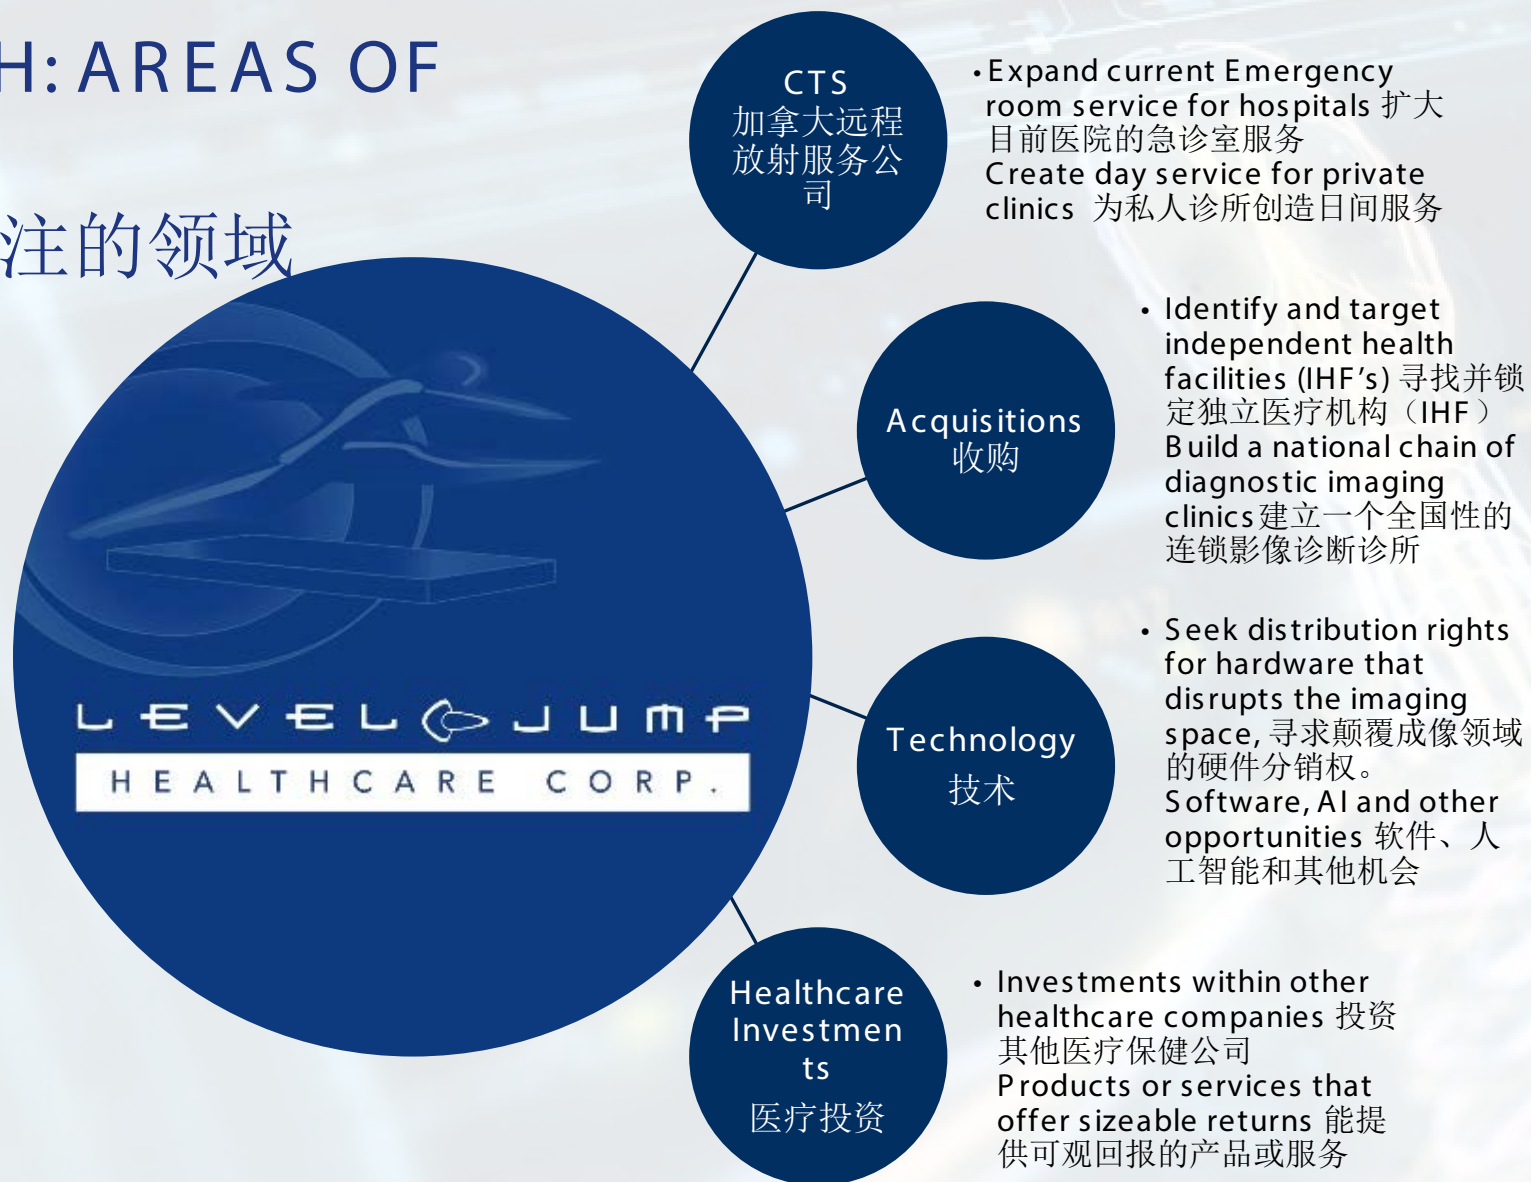 H: AREAS OF
注的领域
LEVEL JUMP
HEALTHCARE CORP.
CTS
加拿大远程
放射服务公
司
• Expand current Emergency
room service for hospitals 扩大
目前医院的急诊室服务
Create day service for private
clinics 为私人诊所创造日间服务
Acquisitions
收购
• Identify and target
independent health
facilities (IHF’s) 寻找并锁
定独立医疗机构（IHF）
Build a national chain of
diagnostic imaging
clinics建立一个全国性的
连锁影像诊断诊所
Technology
技术
• Seek distribution rights
for hardware that
disrupts the imaging
space, 寻求颠覆成像领域
的硬件分销权。
Software, AI and other
opportunities 软件、人
工智能和其他机会
Healthcare
Investmen
ts
医疗投资
• Investments within other
healthcare companies 投资
其他医疗保健公司
Products or services that
offer sizeable returns 能提
供可观回报的产品或服务